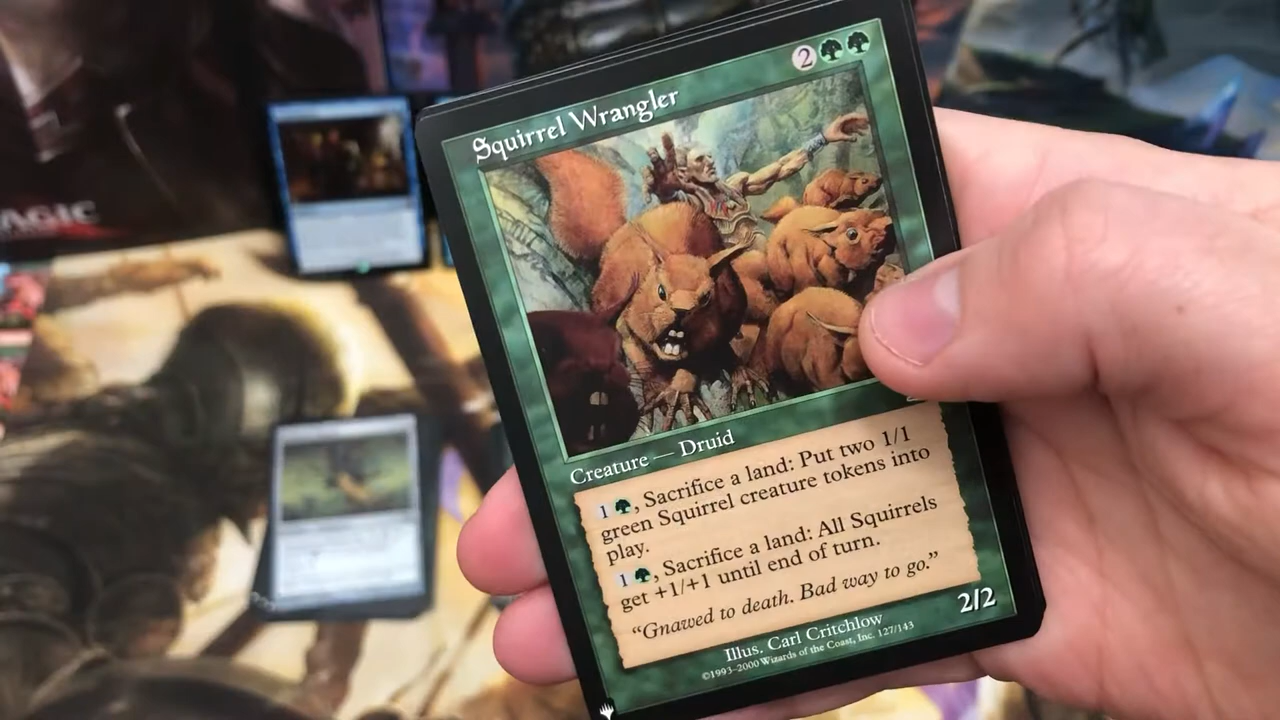 MAGIC
2
Squirrel Wrangler
Creature — Druid
1 , Sacrifice a land: Put two 1/1
green Squirrel creature tokens into
play.
1 , Sacrifice a land: All Squirrels
get +1/+1 until end of turn.
“Gnawed to death. Bad way to go.”
2/2
Illus. Carl Critchlow
©1993–2000 Wizards of the Coast, Inc. 127/143